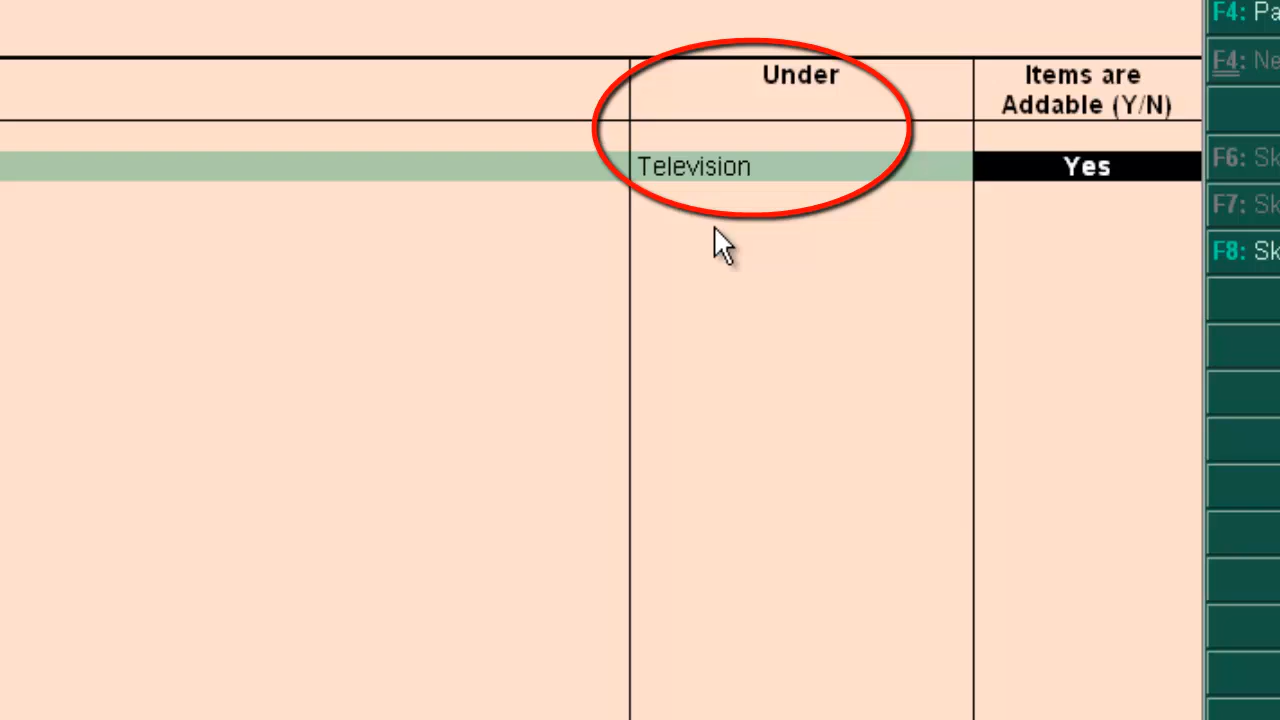 F4: Pa
Under
Items are
Addable (Y/N)
F4: Ne
Television
Yes
F6: Sk
F7: Sk
F8: Sk